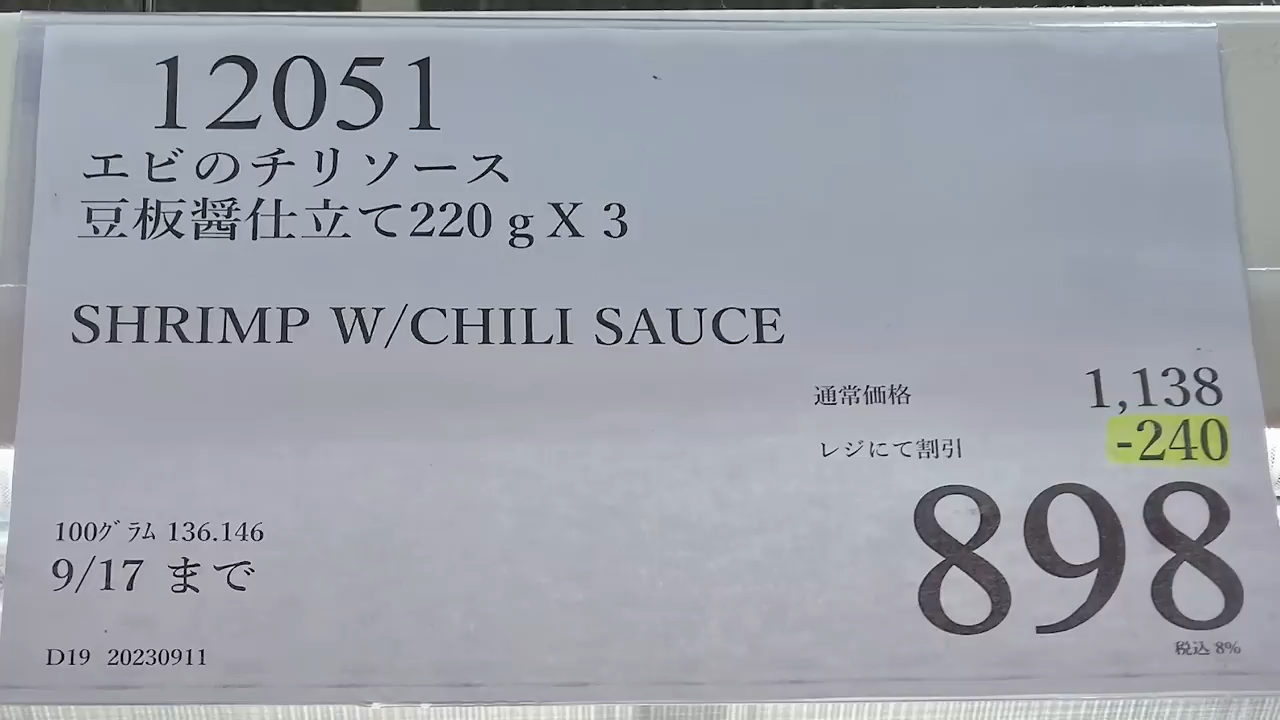 12051
エビのチリソース
豆板醤仕立て220ｇX 3
SHRIMP W/CHILI SAUCE
通常価格 1,138
レジにて割引 -240
898
税込 8%
100ｸﾞﾗﾑ 136.146
9/17 まで
D19 20230911